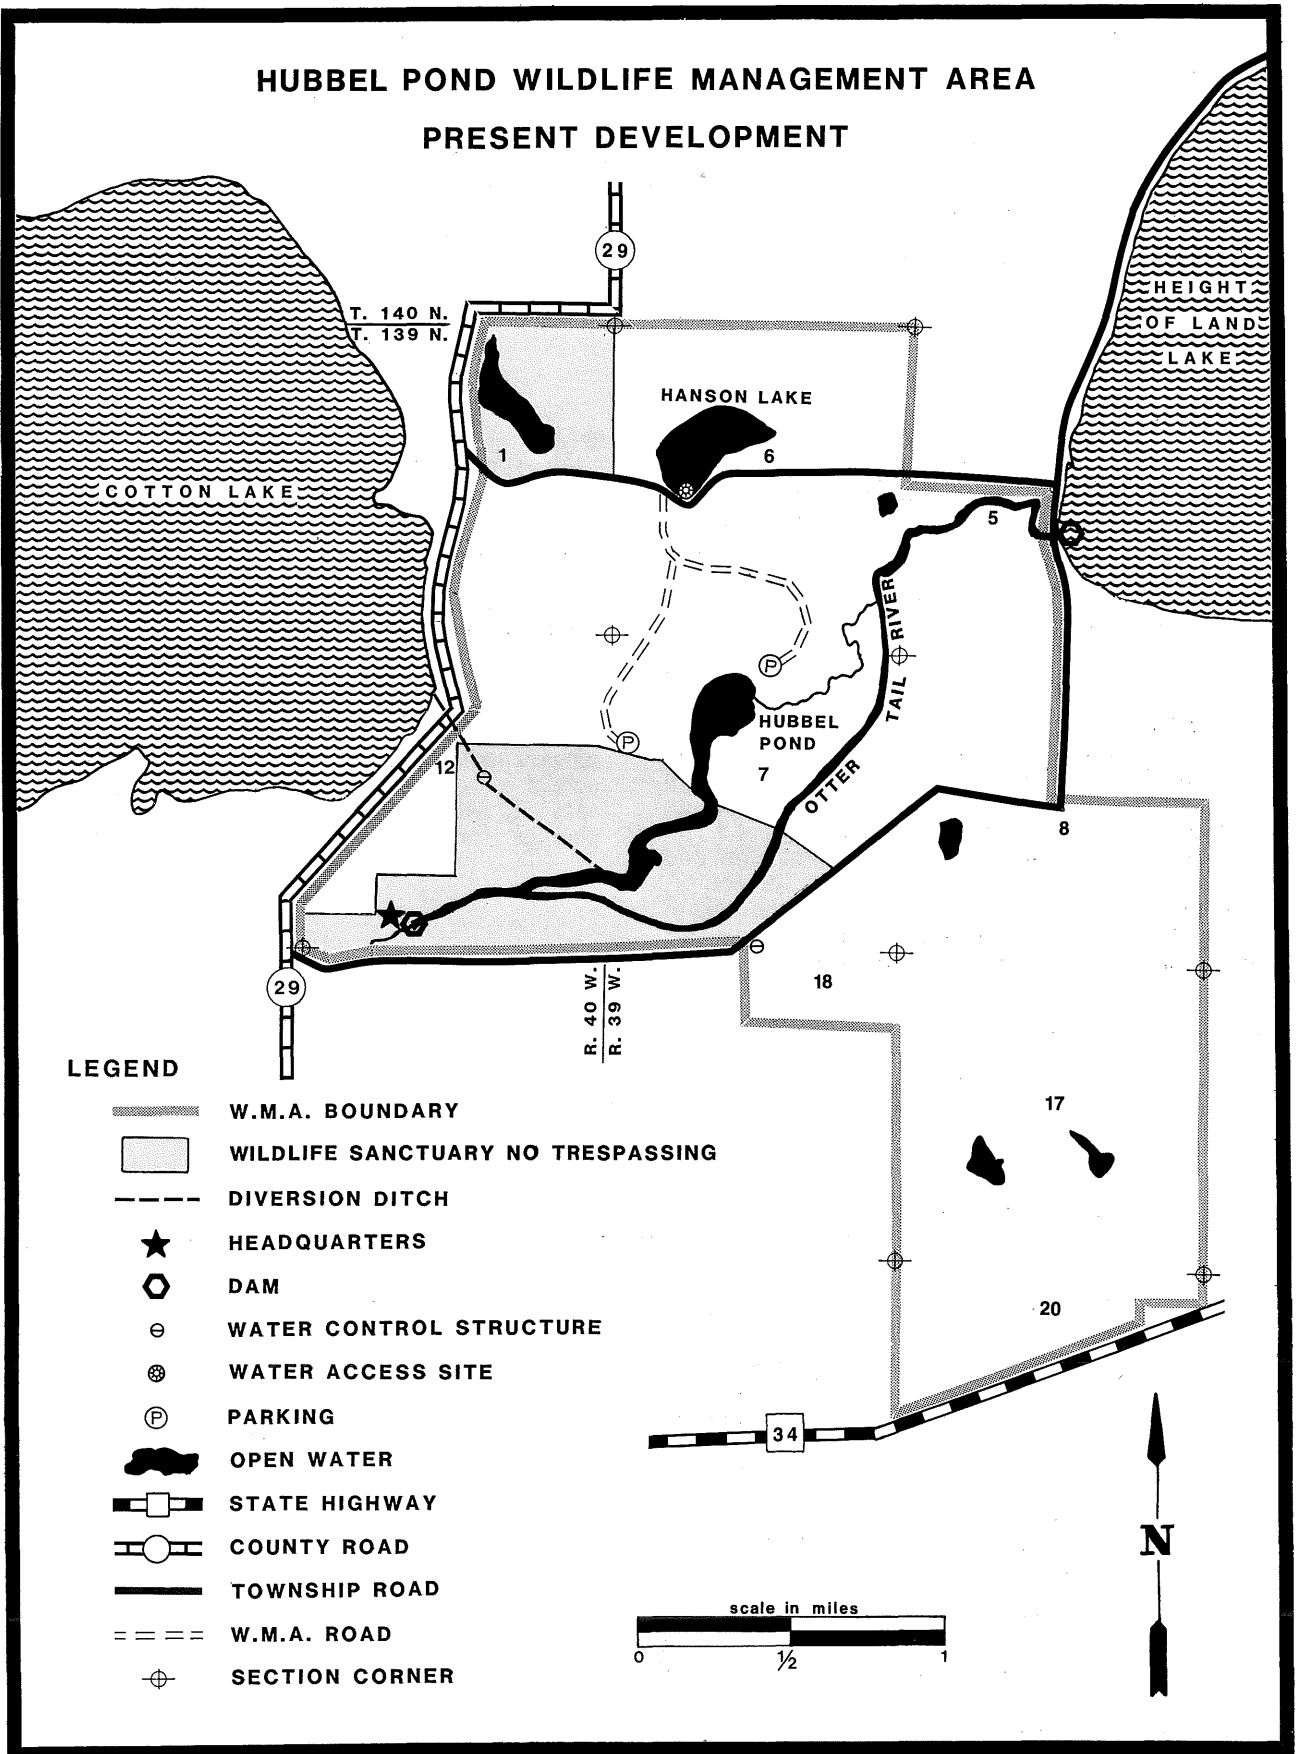 HUBBEL POND WILDLIFE MANAGEMENT AREA
PRESENT DEVELOPMENT
29
T. 140 N.
T. 139 N.
HEIGHT
OF LAND
LAKE
HANSON LAKE
1
6
COTTON LAKE
5
RIVER
TAIL
OTTER
HUBBEL
POND
P
P
12
7
8
29
R. 40 W.
R. 39 W.
18
17
20
34
LEGEND
W.M.A. BOUNDARY
WILDLIFE SANCTUARY NO TRESPASSING
DIVERSION DITCH
HEADQUARTERS
DAM
WATER CONTROL STRUCTURE
WATER ACCESS SITE
P PARKING
OPEN WATER
STATE HIGHWAY
COUNTY ROAD
TOWNSHIP ROAD
W.M.A. ROAD
SECTION CORNER
scale in miles
0 1/2 1
N